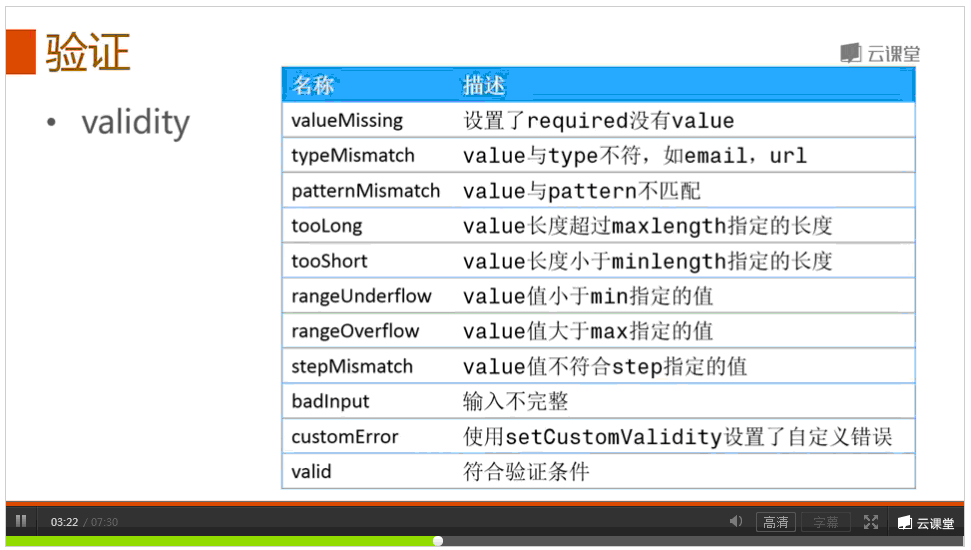 验证
云课堂
• validity
名称 描述
valueMissing 设置了required没有value
typeMismatch value与type不符，如email，url
patternMismatch value与pattern不匹配
tooLong value长度超过maxlength指定的长度
tooShort value长度小于minlength指定的长度
rangeUnderflow value值小于min指定的值
rangeOverflow value值大于max指定的值
stepMismatch value值不符合step指定的值
badInput 输入不完整
customError 使用setCustomValidity设置了自定义错误
valid 符合验证条件
03:22 / 07:30 高清 字幕 云课堂